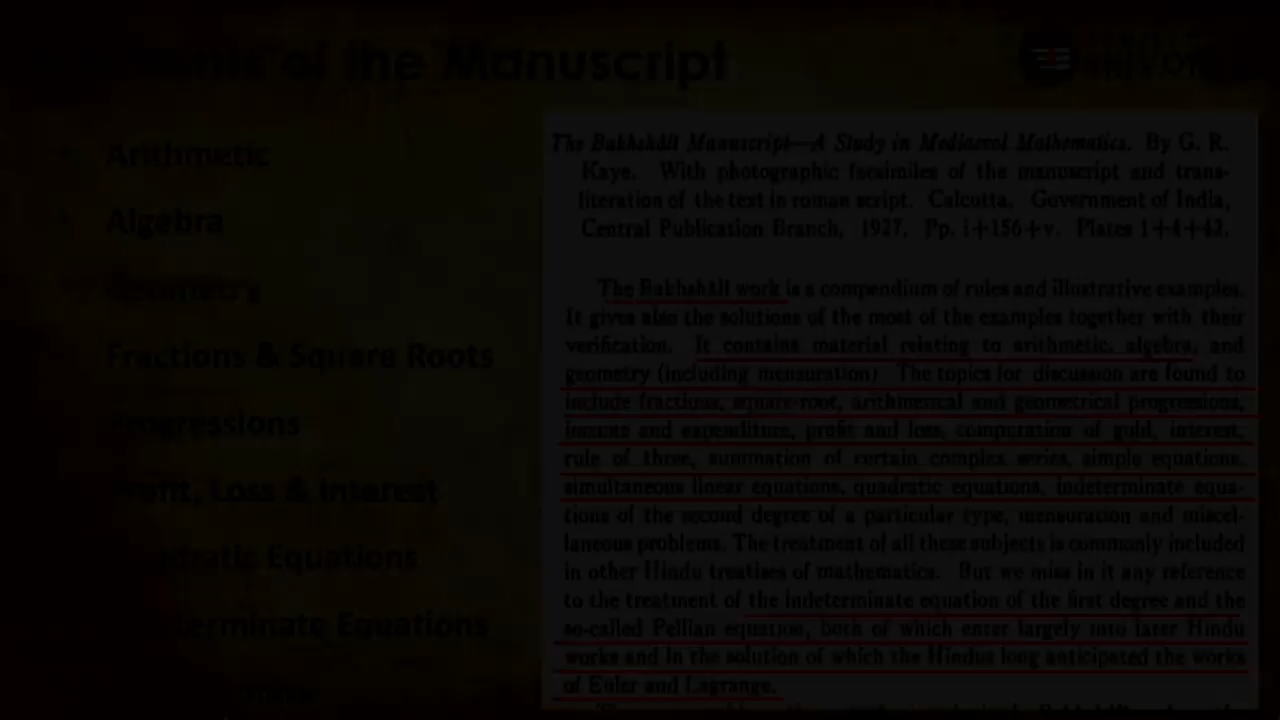 of the Manuscript
Arithmetic
Algebra
Geometry
Fractions & Square Roots
Progressions
Profit, Loss & Interest
Equations
Equations
The Bakhshālī Manuscript—A Study in Mediaeval Mathematics. By G. R.
Kaye. With photographic facsimiles of the manuscript and trans-
literation of the text in roman script. Calcutta. Government of India,
Central Publication Branch, 1927. Pp. i+156+v. Plates 1+4+42.
The Bakhshālī work is a compendium of rules and illustrative examples.
It gives also the solutions of the most of the examples together with their
verification. It contains material relating to arithmetic, algebra, and
geometry (including mensuration) The topics for discussion are found to
include fractions, square-root, arithmetical and geometrical progressions,
income and expenditure, profit and loss, computation of gold, interest,
rule of three, summation of certain complex series, simple equations,
simultaneous linear equations, quadratic equations, indeterminate equa-
tions of the second degree of a particular type, mensuration and miscel-
laneous problems. The treatment of all these subjects is commonly included
in other Hindu treatises of mathematics. But we miss in it any reference
to the treatment of the indeterminate equation of the first degree and the
so-called Pellian equation, both of which enter largely into later Hindu
works and in the solution of which the Hindus long anticipated the works
of Euler and Lagrange.